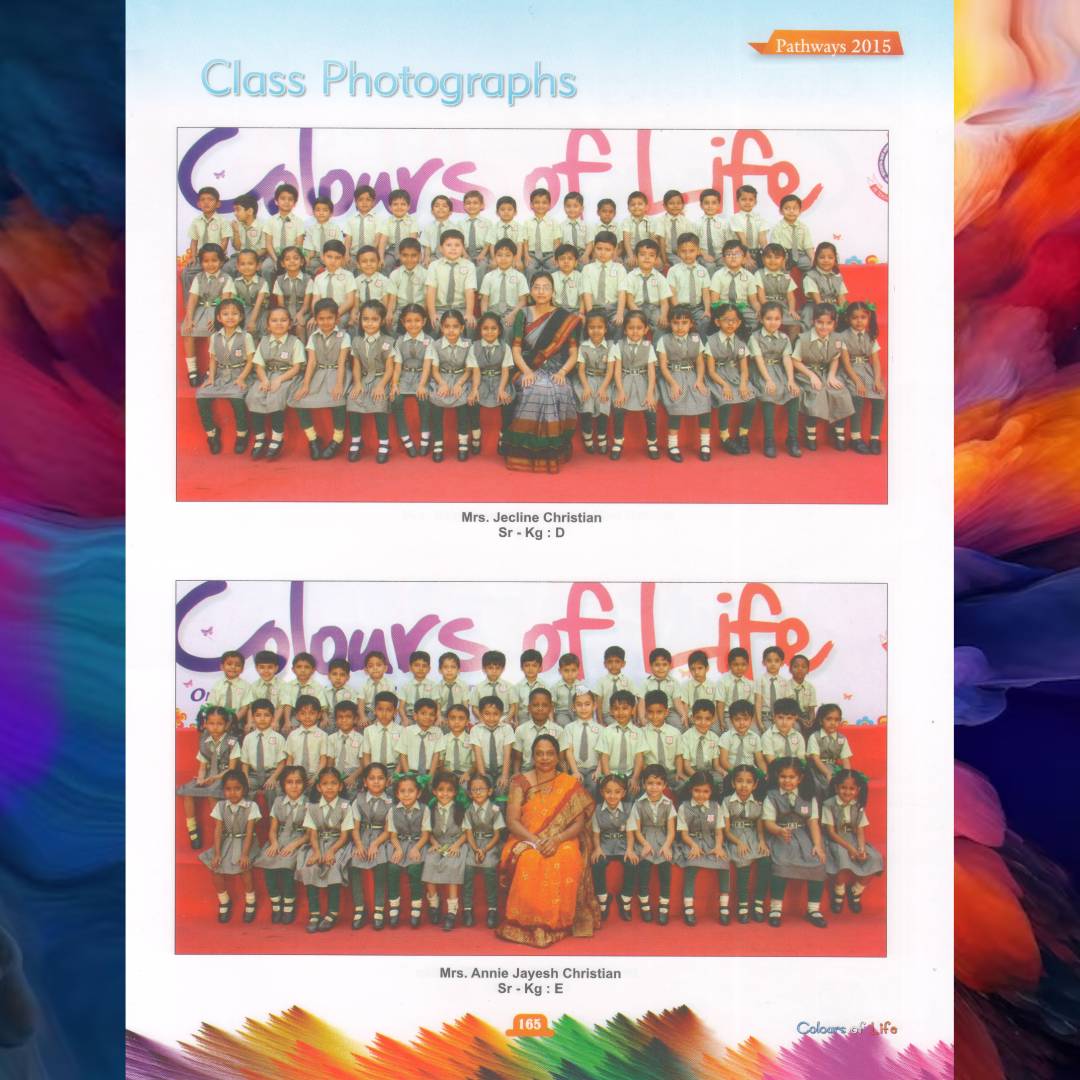 Pathways 2015
Class Photographs
Colours of Life
Mrs. Jecline Christian
Sr - Kg : D
Colours of Life
Mrs. Annie Jayesh Christian
Sr - Kg : E
165
Colours of Life